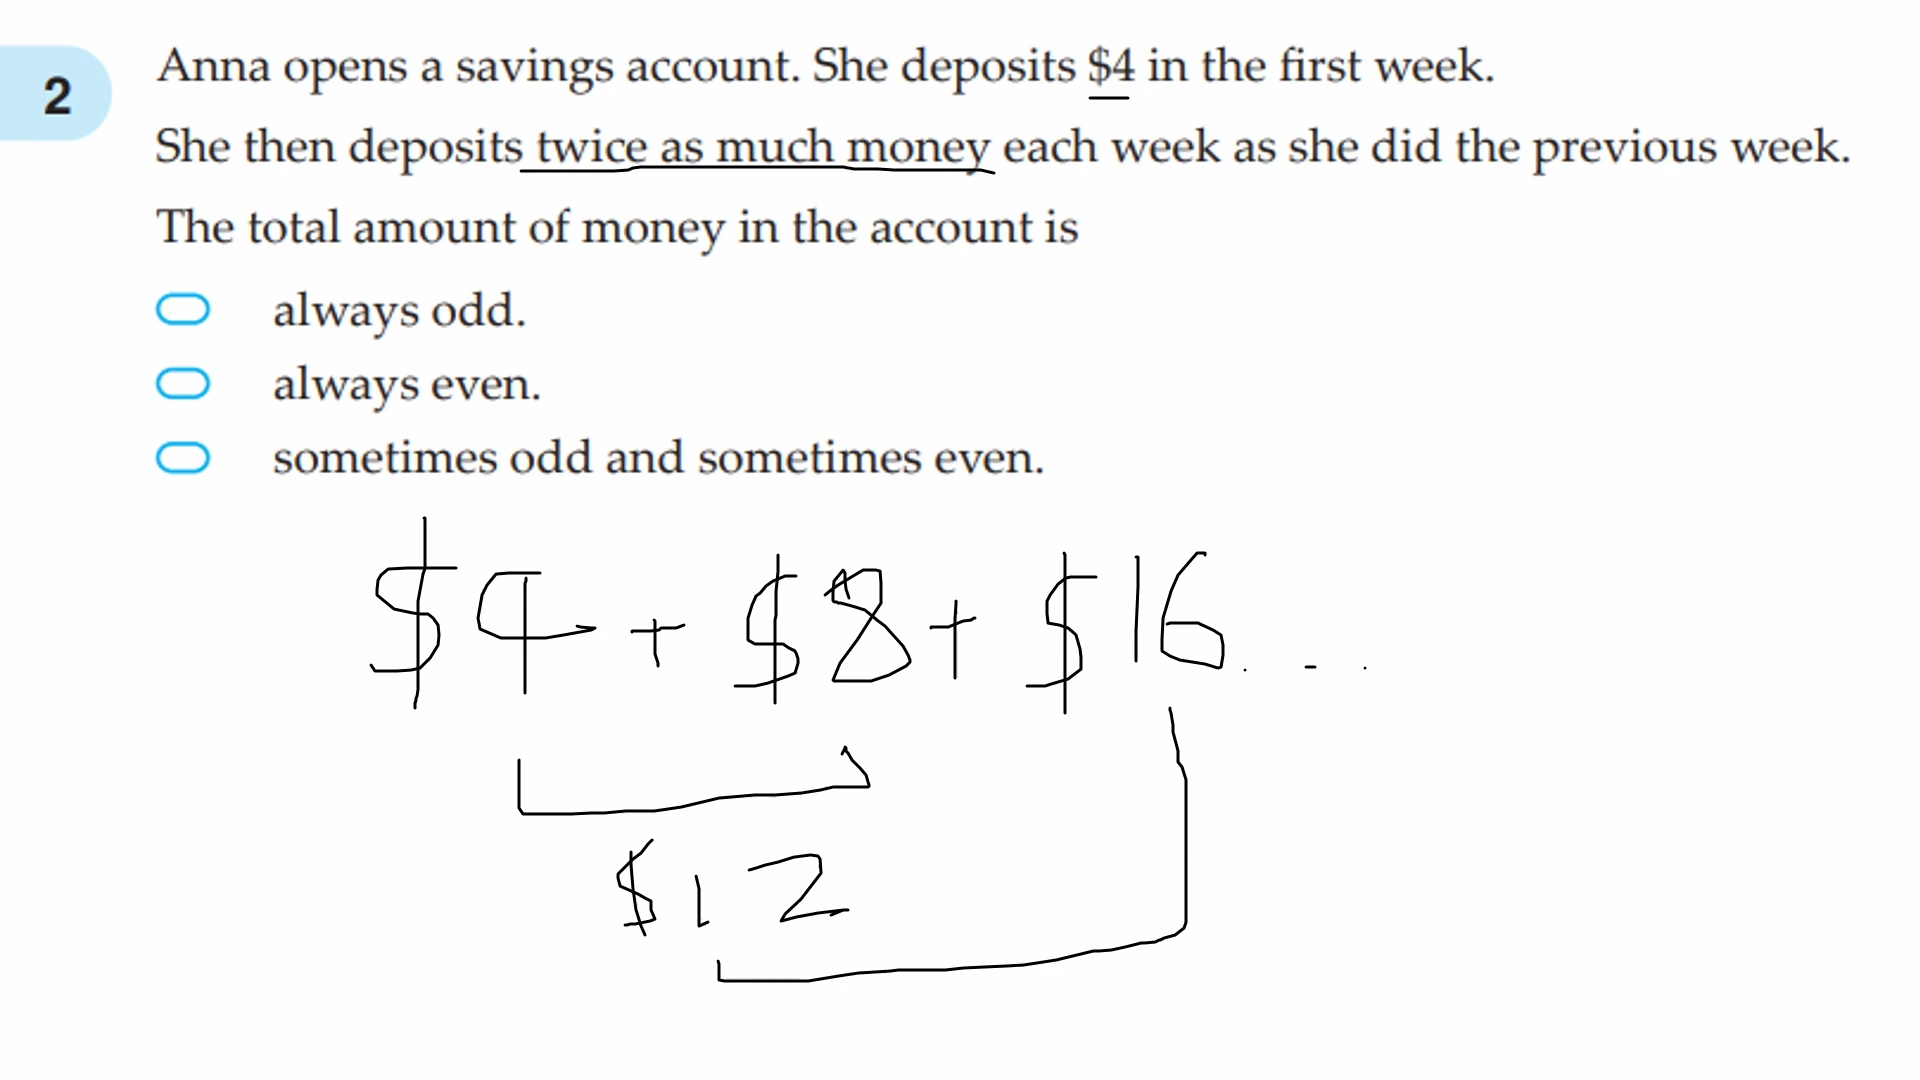 2
Anna opens a savings account. She deposits $4 in the first week.
She then deposits twice as much money each week as she did the previous week.
The total amount of money in the account is
always odd.
always even.
sometimes odd and sometimes even.
$4 + $8 + $16 . . .
$12